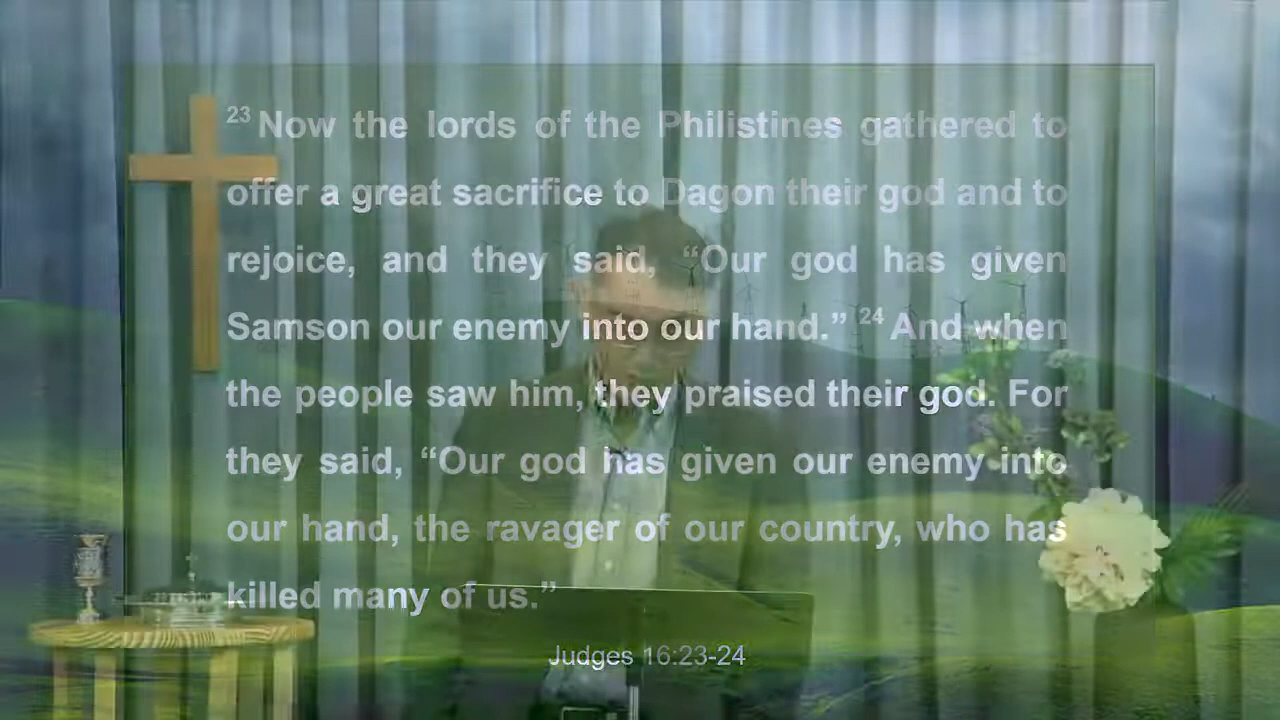 23 Now the lords of the Philistines gathered to
offer a great sacrifice to Dagon their god and to
rejoice, and they said, “Our god has given
Samson our enemy into our hand.” 24 And when
the people saw him, they praised their god. For
they said, “Our god has given our enemy into
our hand, the ravager of our country, who has
killed many of us.”
Judges 16:23-24